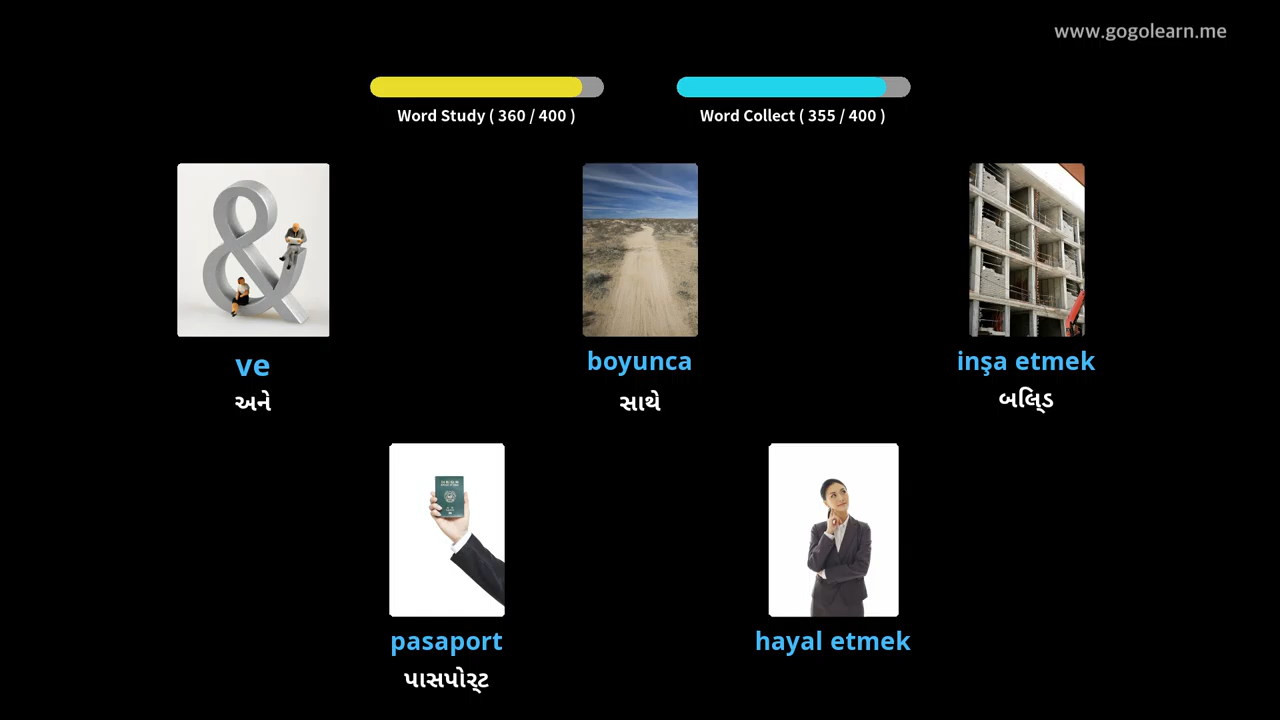 www.gogolearn.me
Word Study ( 360 / 400 )
Word Collect ( 355 / 400 )
ve
boyunca
inşa etmek
અને
સાથે
બિલ્ડ
pasaport
hayal etmek
પાસપોર્ટ